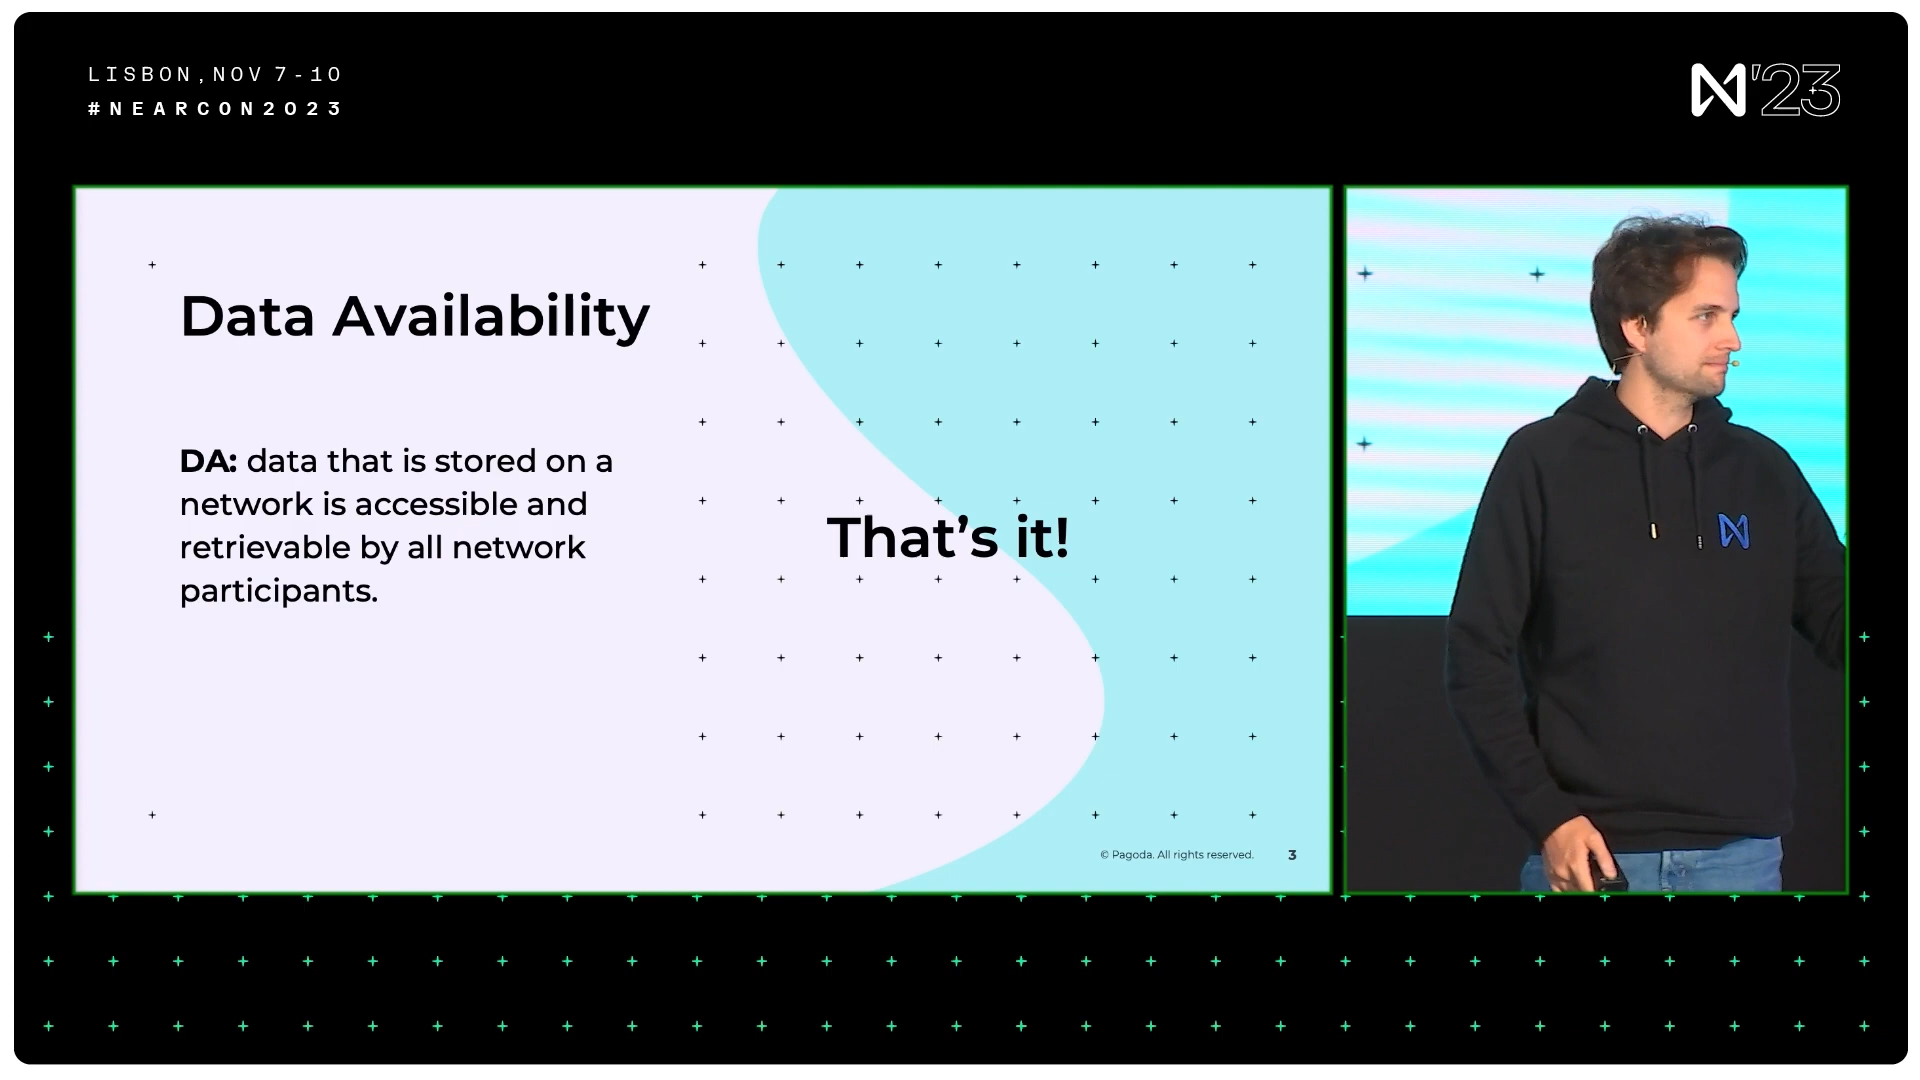 LISBON, NOV 7-10
#NEARCON2023
'23
Data Availability
DA: data that is stored on a
network is accessible and
retrievable by all network
participants.
That’s it!
© Pagoda. All rights reserved.
3